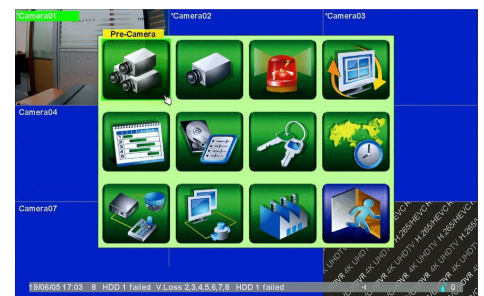 *Camera01
*Camera02
*Camera03
Pre-Camera
Camera04
Camera07
19/06/05 17:03 8 HDD 1 failed V.Loss 2,3,4,5,6,7,8 HDD 1 failed 0